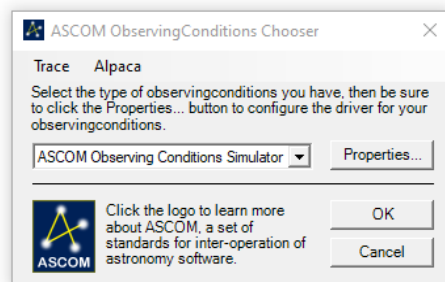 ASCOM ObservingConditions Chooser
Trace Alpaca
Select the type of observingconditions you have, then be sure
to click the Properties... button to configure the driver for your
observingconditions.
ASCOM Observing Conditions Simulator
Properties...
Click the logo to learn more
about ASCOM, a set of
standards for inter-operation of
astronomy software.
ASCOM
OK
Cancel